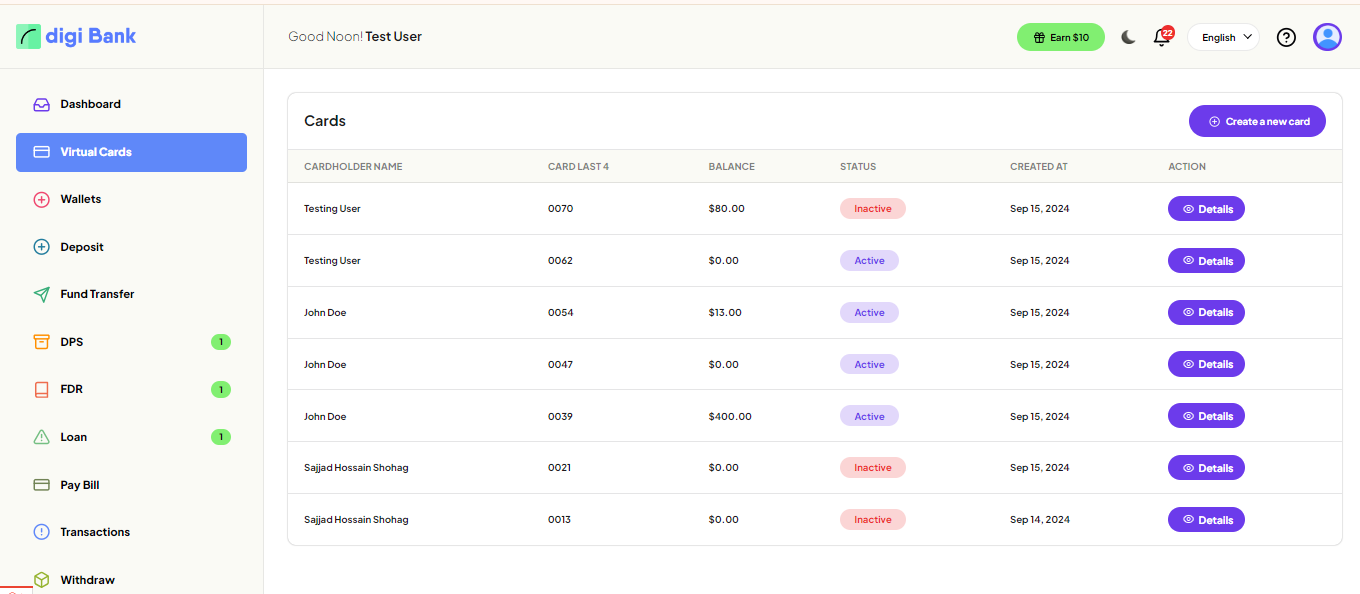 digi Bank
Good Noon! Test User
Earn $10
22
English
Dashboard
Virtual Cards
Wallets
Deposit
Fund Transfer
DPS 1
FDR 1
Loan 1
Pay Bill
Transactions
Withdraw
Cards
Create a new card
CARDHOLDER NAME CARD LAST 4 BALANCE STATUS CREATED AT ACTION
Testing User 0070 $80.00 Inactive Sep 15, 2024 Details
Testing User 0062 $0.00 Active Sep 15, 2024 Details
John Doe 0054 $13.00 Active Sep 15, 2024 Details
John Doe 0047 $0.00 Active Sep 15, 2024 Details
John Doe 0039 $400.00 Active Sep 15, 2024 Details
Sajjad Hossain Shohag 0021 $0.00 Inactive Sep 15, 2024 Details
Sajjad Hossain Shohag 0013 $0.00 Inactive Sep 14, 2024 Details